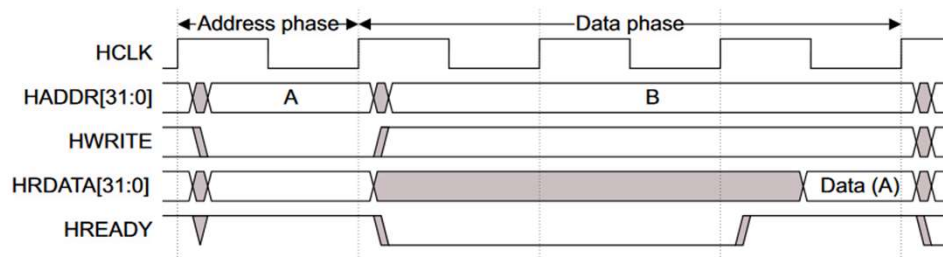 Address phase Data phase
HCLK
HADDR[31:0] A B
HWRITE
HRDATA[31:0] Data (A)
HREADY